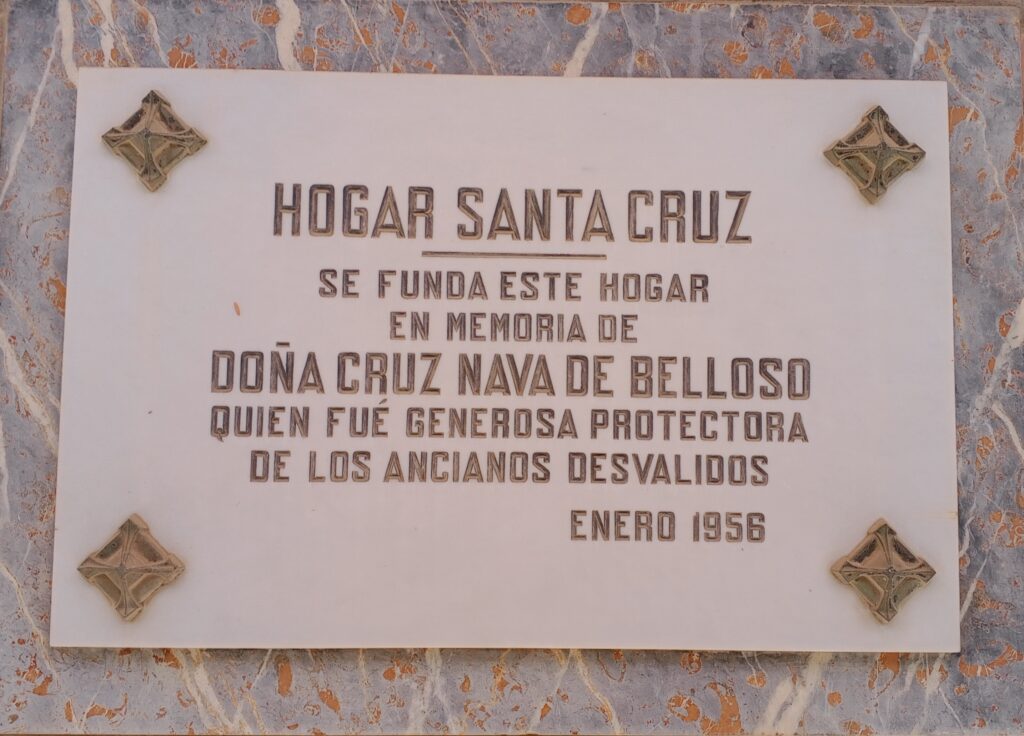 HOGAR SANTA CRUZ
SE FUNDA ESTE HOGAR
EN MEMORIA DE
DOÑA CRUZ NAVA DE BELLOSO
QUIEN FUÉ GENEROSA PROTECTORA
DE LOS ANCIANOS DESVALIDOS
ENERO 1956